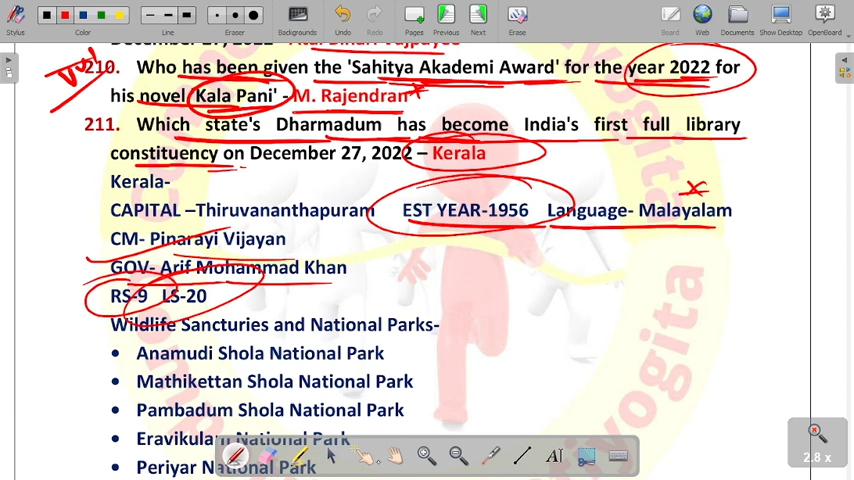 Stylus Color Line Backgrounds Undo Redo Pages Previous Next Erase Board Web Documents Show Desktop OpenBoard
210. Who has been given the 'Sahitya Akademi Award' for the year 2022 for
his novel 'Kala Pani' - M. Rajendran
211. Which state's Dharmadum has become India's first full library
constituency on December 27, 2022 – Kerala
Kerala-
CAPITAL –Thiruvananthapuram EST YEAR-1956 Language- Malayalam
CM- Pinarayi Vijayan
GOV- Arif Mohammad Khan
RS-9 LS-20
Wildlife Sancturies and National Parks-
• Anamudi Shola National Park
• Mathikettan Shola National Park
• Pambadum Shola National Park
• Eravikulam National Park
• Periyar National Park
2.8 x